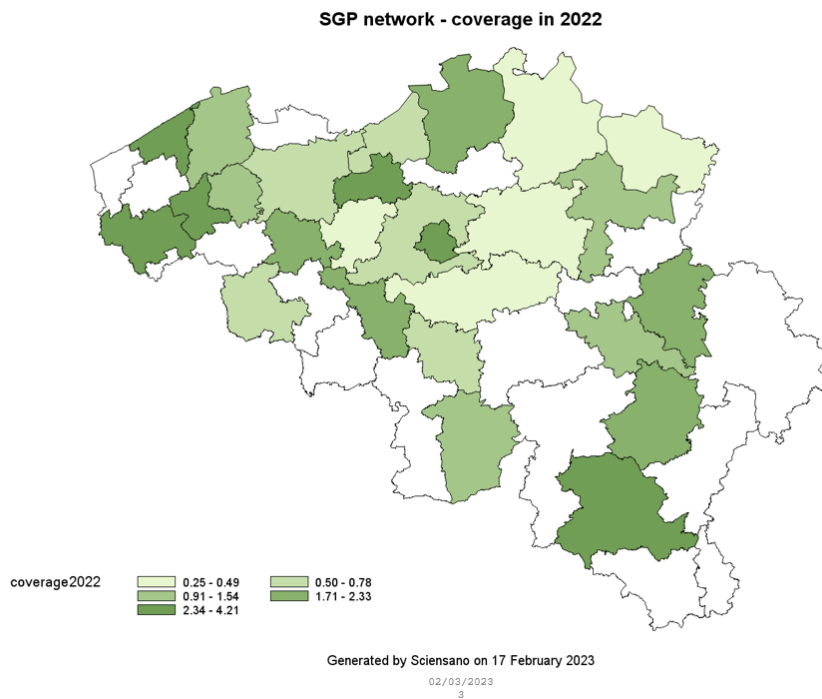 SGP network - coverage in 2022
coverage2022
0.25 - 0.49
0.50 - 0.78
0.91 - 1.54
1.71 - 2.33
2.34 - 4.21
Generated by Sciensano on 17 February 2023
02/03/2023
3